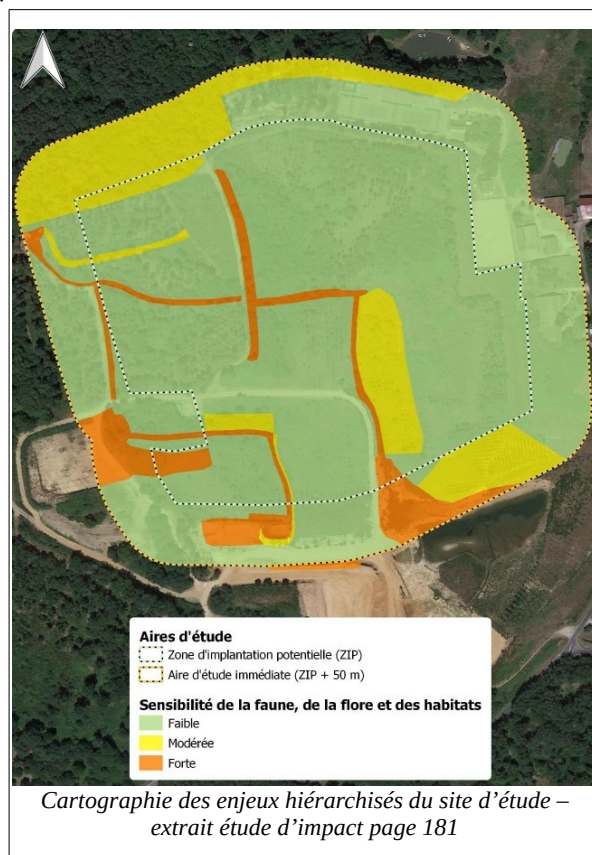 Aires d'étude
Zone d'implantation potentielle (ZIP)
Aire d'étude immédiate (ZIP + 50 m)
Sensibilité de la faune, de la flore et des habitats
Faible
Modérée
Forte
Cartographie des enjeux hiérarchisés du site d'étude –
extrait étude d'impact page 181